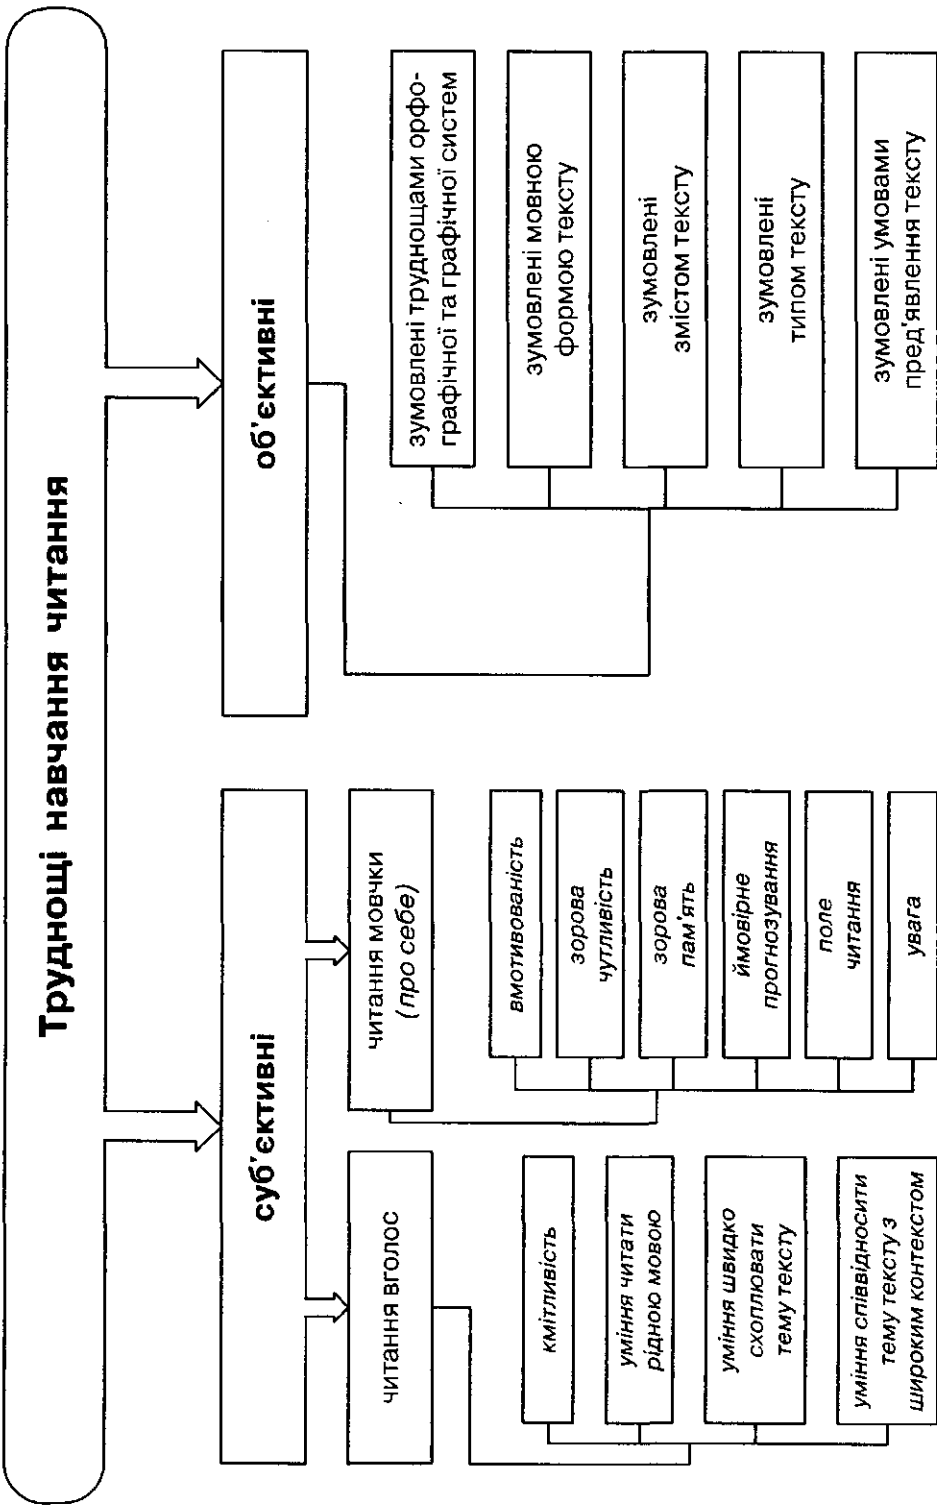 Труднощі навчання читання
суб'єктивні
читання вголос
кмітливість
уміння читати
рідною мовою
уміння швидко
схоплювати
тему тексту
уміння співвідносити
тему тексту з
широким контекстом
читання мовчки
(про себе)
вмотивованість
зорова
чутливість
зорова
пам'ять
ймовірне
прогнозування
поле
читання
увага
об'єктивні
зумовлені труднощами орфо-
графічної та графічної систем
зумовлені мовною
формою тексту
зумовлені
змістом тексту
зумовлені
типом тексту
зумовлені умовами
пред'явлення тексту